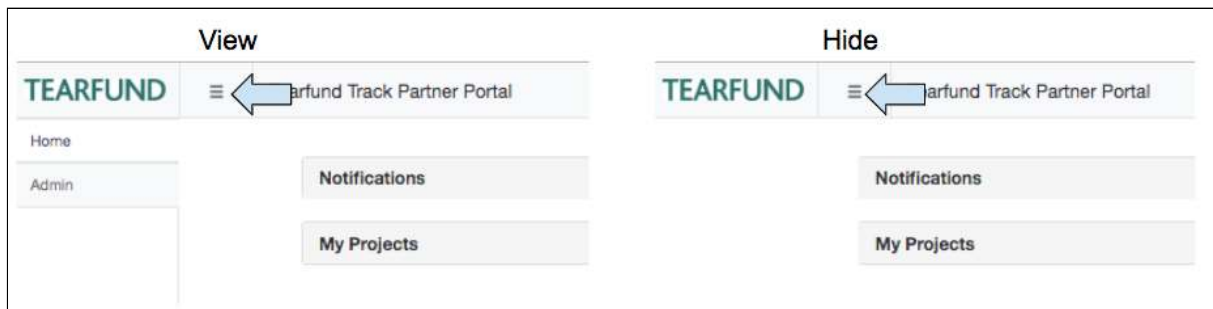 View
TEARFUND
arfund Track Partner Portal
Home
Admin
Notifications
My Projects
Hide
TEARFUND
arfund Track Partner Portal
Notifications
My Projects